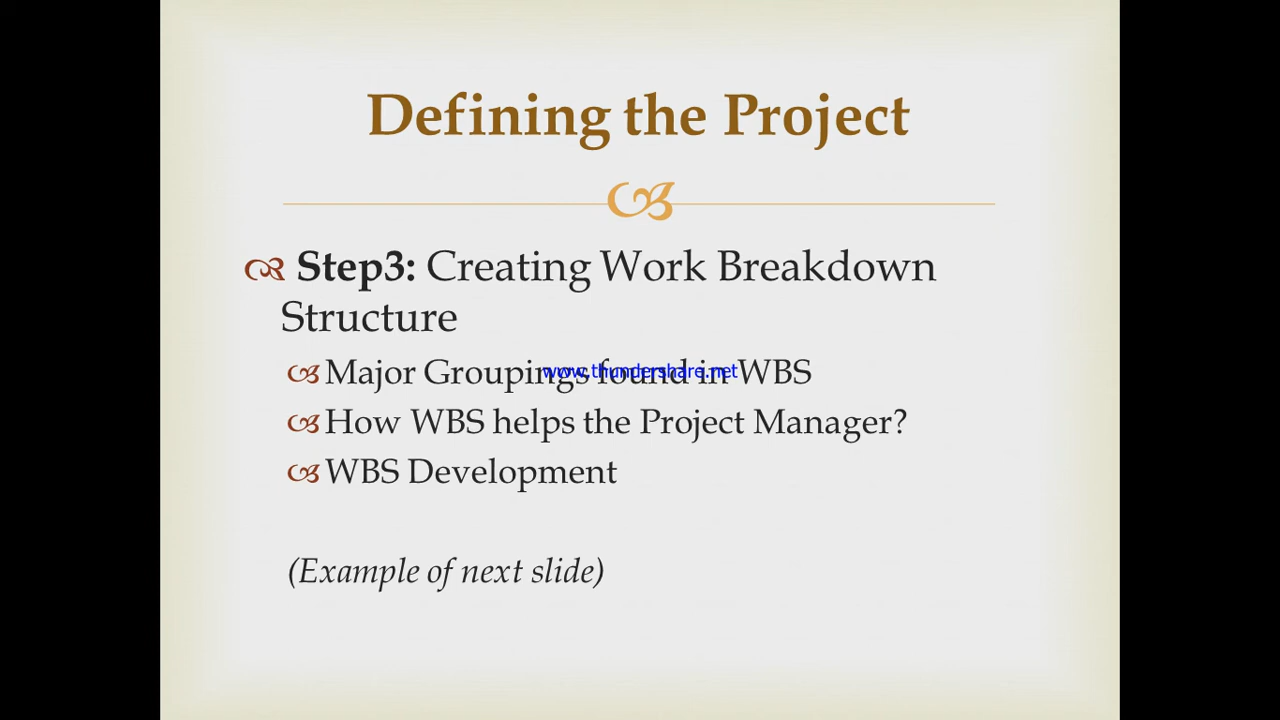 Defining the Project
Step3: Creating Work Breakdown
Structure
Major Groupings found in WBS
www.thundershare.net
How WBS helps the Project Manager?
WBS Development
(Example of next slide)